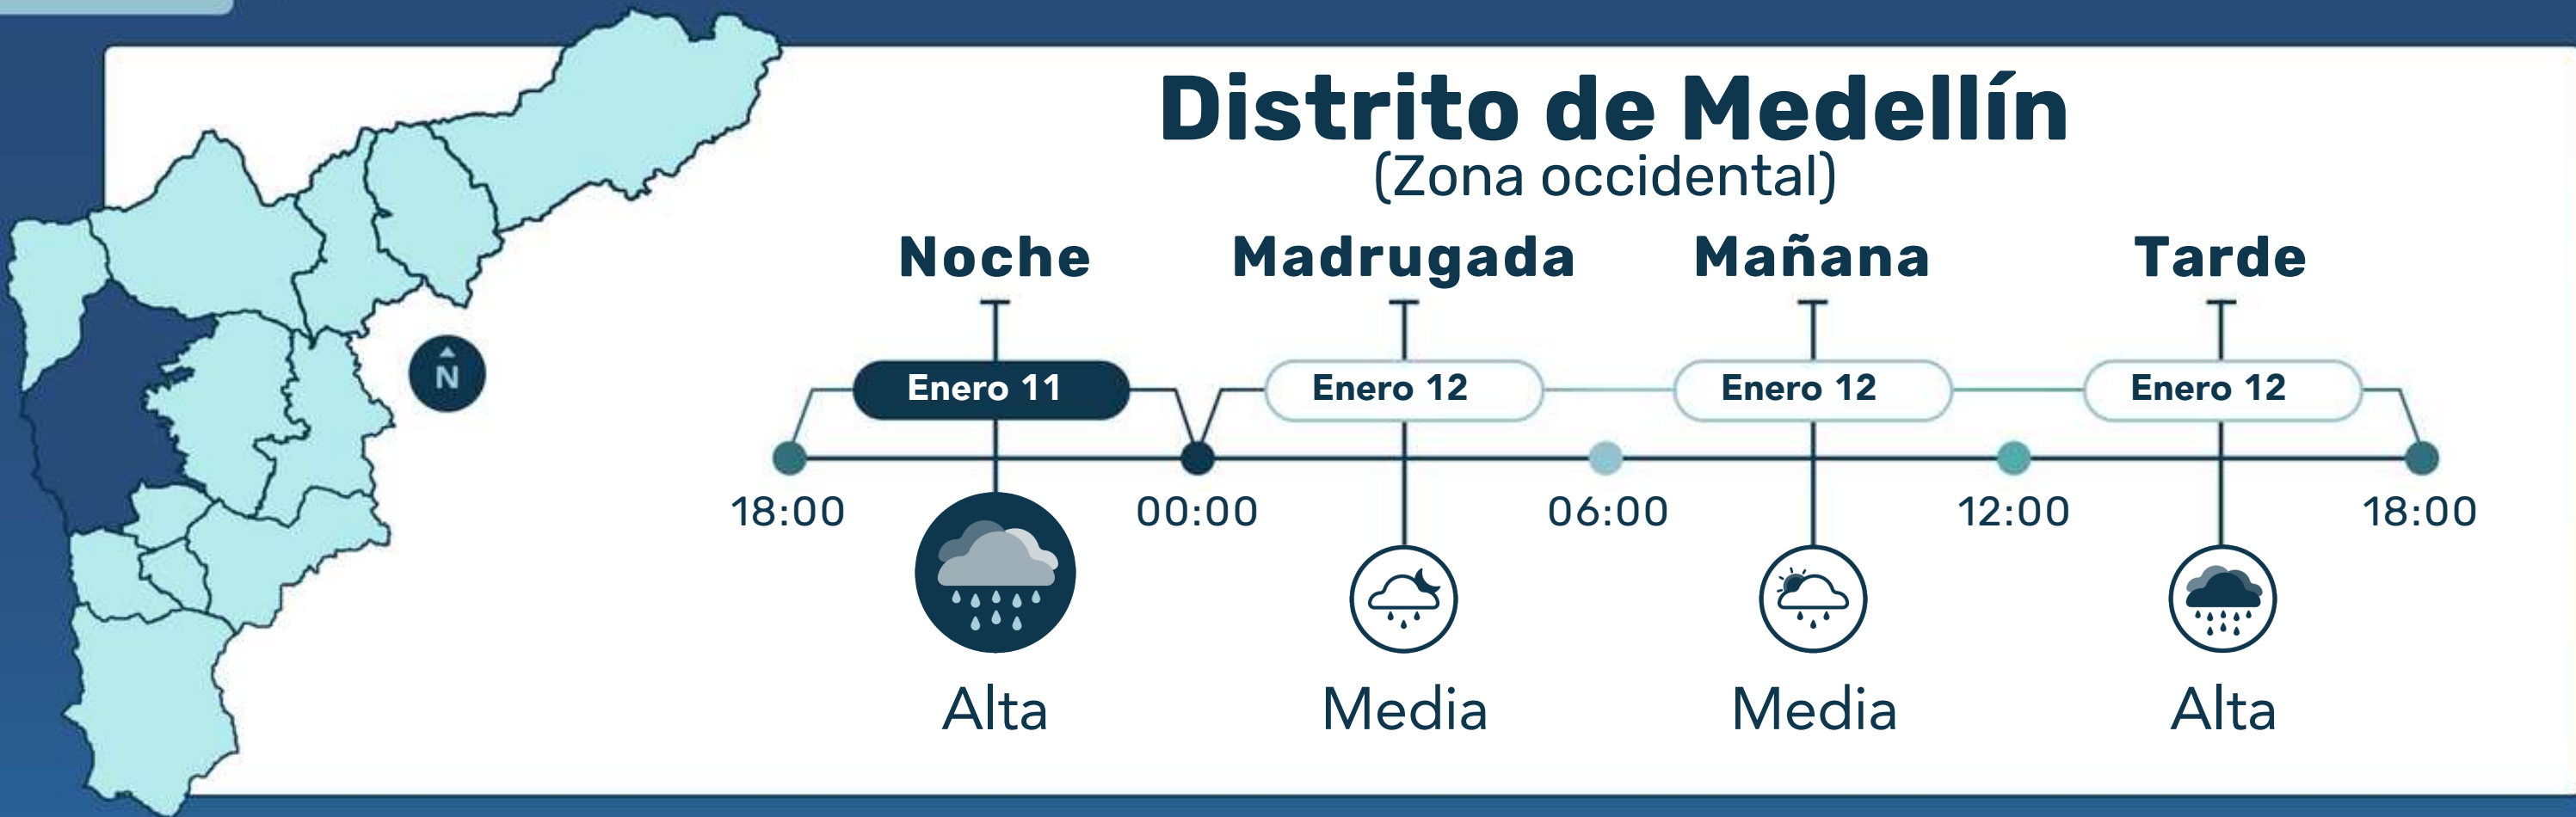 Distrito de Medellín
(Zona occidental)
Noche Madrugada Mañana Tarde
Enero 11 Enero 12 Enero 12 Enero 12
N
18:00 00:00 06:00 12:00 18:00
Alta Media Media Alta